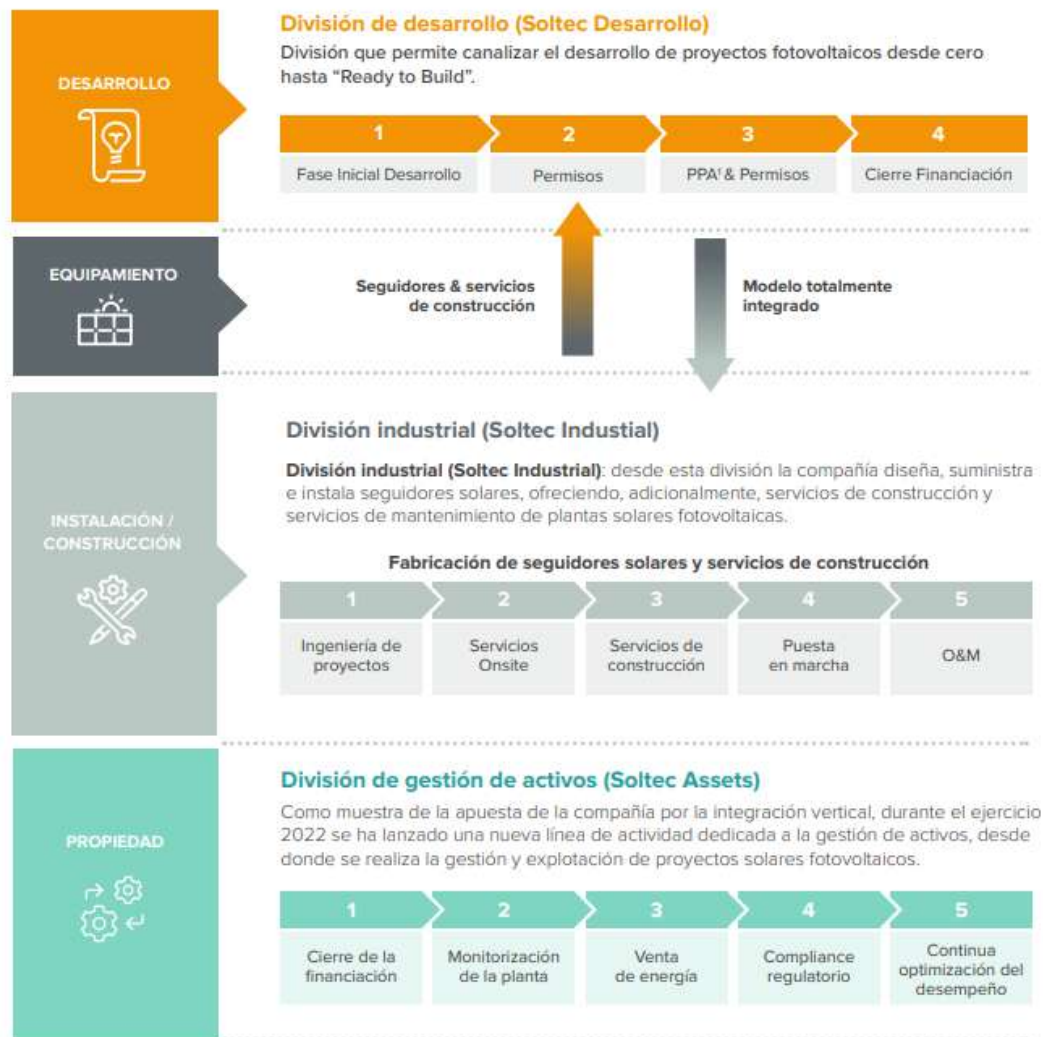 DESARROLLO
División de desarrollo (Soltec Desarrollo)
División que permite canalizar el desarrollo de proyectos fotovoltaicos desde cero
hasta “Ready to Build”.
1
2
3
4
Fase Inicial Desarrollo
Permisos
PPA¹ & Permisos
Cierre Financiación
EQUIPAMIENTO
Seguidores & servicios
de construcción
Modelo totalmente
integrado
INSTALACIÓN /
CONSTRUCCIÓN
División industrial (Soltec Industial)
División industrial (Soltec Industrial): desde esta división la compañía diseña, suministra
e instala seguidores solares, ofreciendo, adicionalmente, servicios de construcción y
servicios de mantenimiento de plantas solares fotovoltaicas.
Fabricación de seguidores solares y servicios de construcción
1
2
3
4
5
Ingeniería de
proyectos
Servicios
Onsite
Servicios de
construcción
Puesta
en marcha
O&M
PROPIEDAD
División de gestión de activos (Soltec Assets)
Como muestra de la apuesta de la compañía por la integración vertical, durante el ejercicio
2022 se ha lanzado una nueva línea de actividad dedicada a la gestión de activos, desde
donde se realiza la gestión y explotación de proyectos solares fotovoltaicos.
1
2
3
4
5
Cierre de la
financiación
Monitorización
de la planta
Venta
de energía
Compliance
regulatorio
Continua
optimización del
desempeño